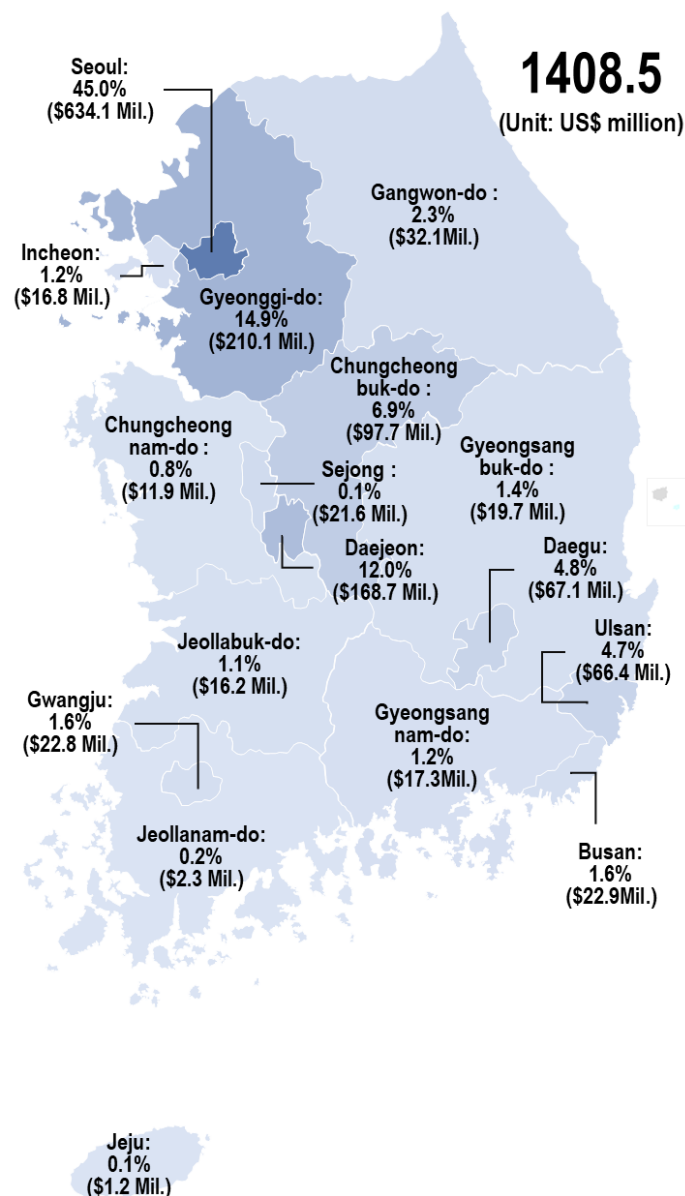 1408.5
(Unit: US$ million)
Seoul:
45.0%
($634.1 Mil.)
Gangwon-do :
2.3%
($32.1Mil.)
Incheon:
1.2%
($16.8 Mil.)
Gyeonggi-do:
14.9%
($210.1 Mil.)
Chungcheong
buk-do :
6.9%
($97.7 Mil.)
Chungcheong
nam-do :
0.8%
($11.9 Mil.)
Gyeongsang
buk-do :
1.4%
($19.7 Mil.)
Sejong :
0.1%
($21.6 Mil.)
Daejeon:
12.0%
($168.7 Mil.)
Daegu:
4.8%
($67.1 Mil.)
Ulsan:
4.7%
($66.4 Mil.)
Jeollabuk-do:
1.1%
($16.2 Mil.)
Gwangju:
1.6%
($22.8 Mil.)
Gyeongsang
nam-do:
1.2%
($17.3Mil.)
Jeollanam-do:
0.2%
($2.3 Mil.)
Busan:
1.6%
($22.9Mil.)
Jeju:
0.1%
($1.2 Mil.)